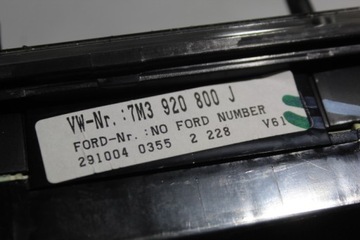 VW-Nr.:7M3 920 800 J
FORD-Nr.:NO FORD NUMBER
291004 0355 2 228 V61